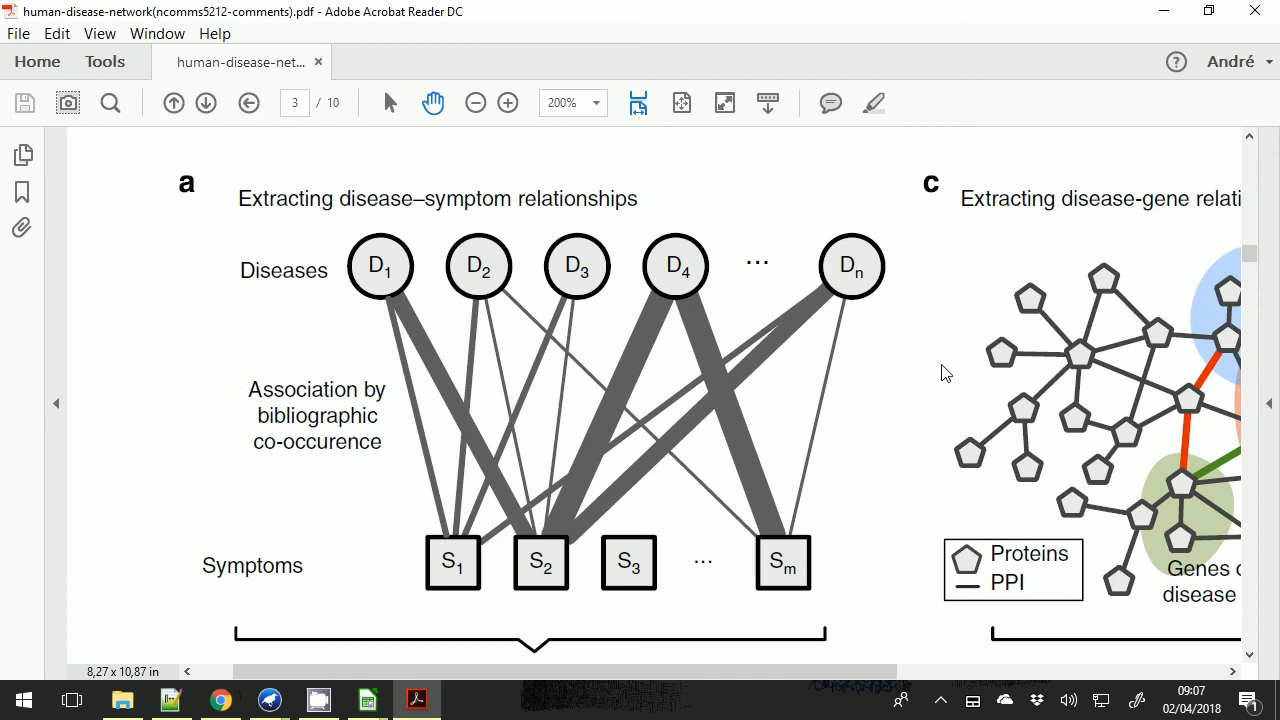 human-disease-network(ncomms5212-comments).pdf - Adobe Acrobat Reader DC
File Edit View Window Help
Home Tools human-disease-net... × ? André
3 / 10 200%
a Extracting disease–symptom relationships
Diseases D1 D2 D3 D4 ... Dn
Association by
bibliographic
co-occurence
Symptoms S1 S2 S3 ... Sm
c Extracting disease-gene relati
Proteins
PPI
Genes
disease
8,27 x 10,87 in
09:07
02/04/2018
1